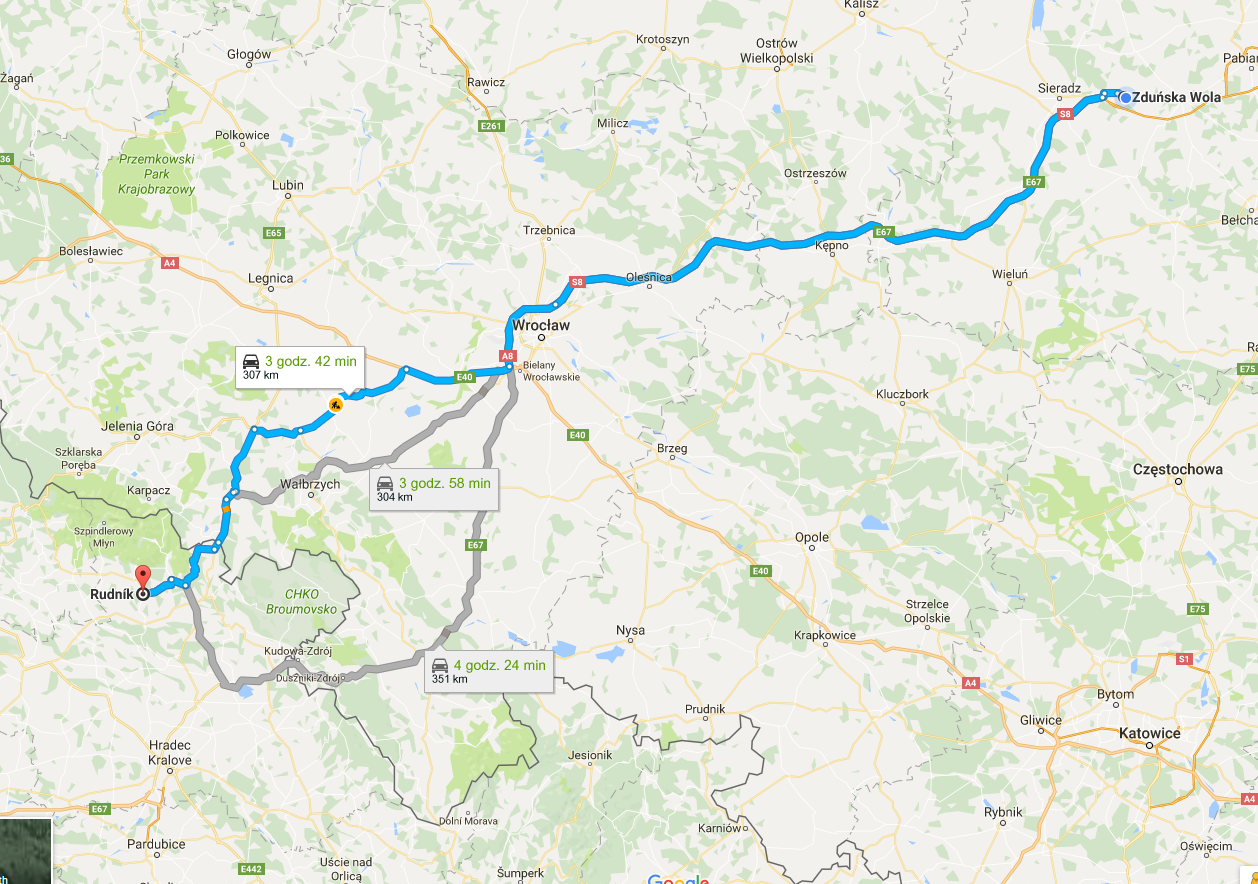 Kalisz
Krotoszyn
Ostrów
Wielkopolski
Głogów
Żagań
Rawicz
Sieradz
Zduńska Wola
S8
E261
Milicz
Polkowice
36
Przemkowski
Park
Krajobrazowy
Lubin
Ostrzeszów
E67
E65
Trzebnica
E67
Kępno
Bolesławiec
A4
Legnica
S8
Oleśnica
Wieluń
Wrocław
A8
3 godz. 42 min
307 km
E40
Bielany
Wrocławskie
E75
Kluczbork
Jelenia Góra
E40
Szklarska
Poręba
Brzeg
Częstochowa
Karpacz
Wałbrzych
3 godz. 58 min
304 km
Szpindlerowy
Młyn
E67
Opole
E40
Rudník
CHKO
Broumovsko
Strzelce
Opolskie
E75
Nysa
Krapkowice
Kudowa-Zdrój
Duszniki-Zdrój
4 godz. 24 min
351 km
S1
A4
Bytom
Prudnik
Gliwice
Katowice
Hradec
Kralove
Jesionik
E67
Dolní Morava
Karniów
Rybnik
A4
Pardubice
E442
Uście nad
Orlicą
Šumperk
Google
Oświęcim